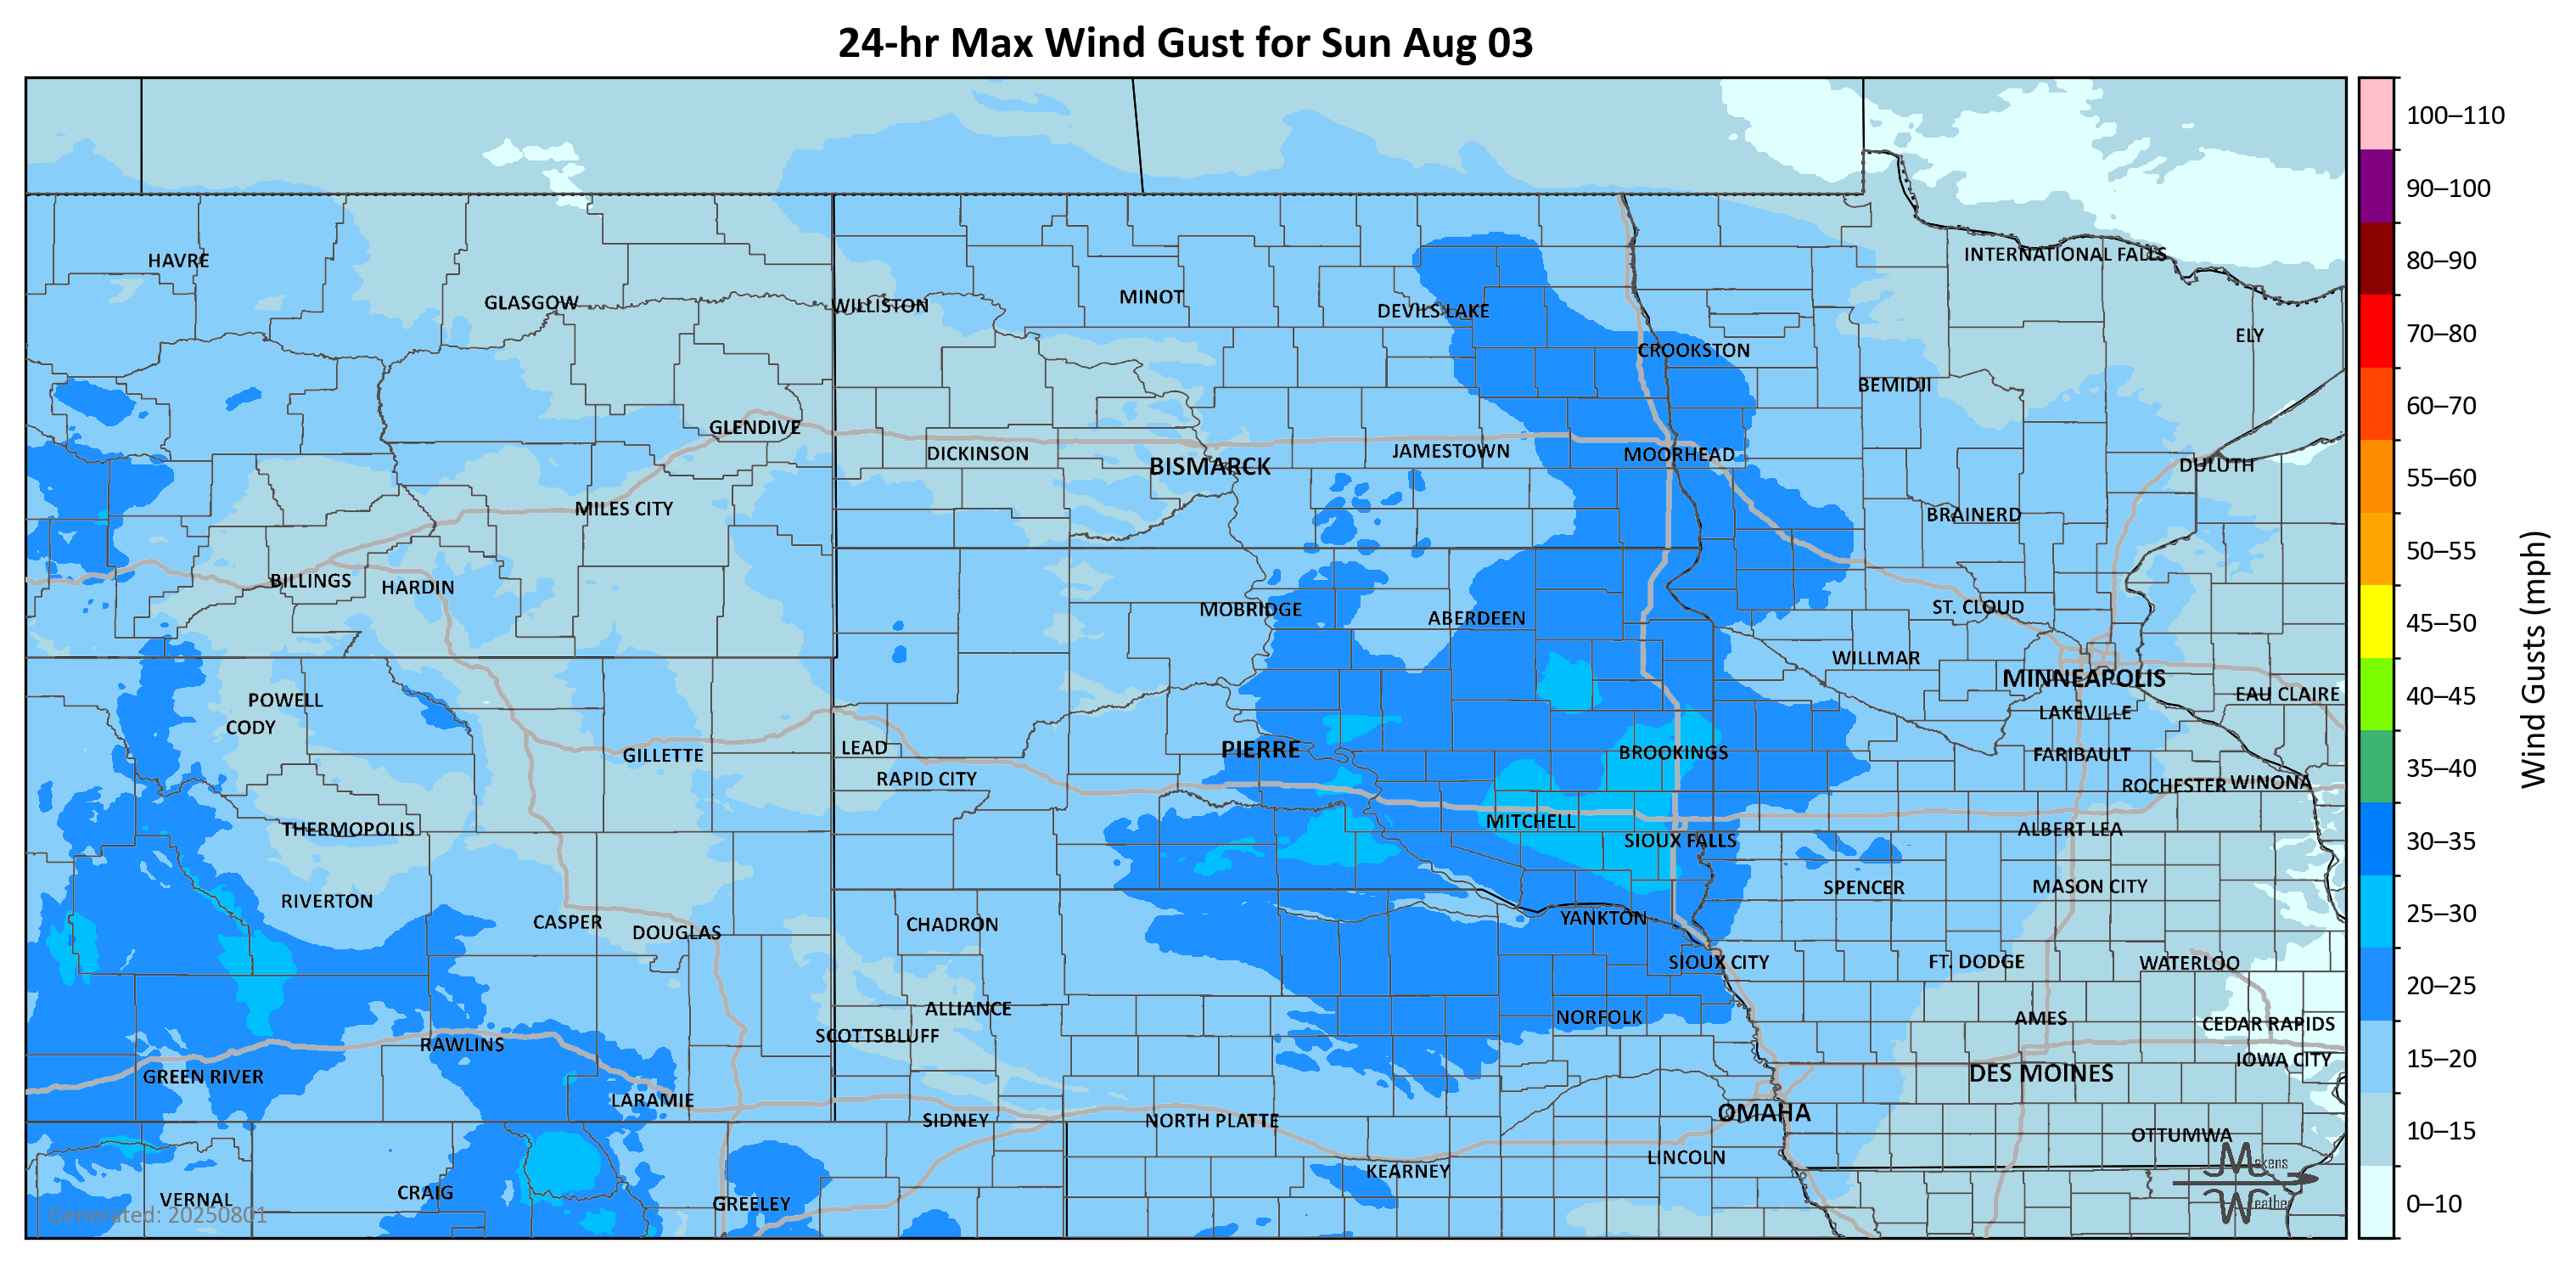 24-hr Max Wind Gust for Sun Aug 03
100–110
90–100
80–90
70–80
60–70
55–60
50–55
45–50
40–45
35–40
30–35
25–30
20–25
15–20
10–15
0–10
Wind Gusts (mph)
HAVRE
INTERNATIONAL FALLS
GLASGOW
WILLISTON
MINOT
DEVILS LAKE
ELY
CROOKSTON
BEMIDJI
GLENDIVE
DICKINSON
BISMARCK
JAMESTOWN
MOORHEAD
DULUTH
MILES CITY
BRAINERD
BILLINGS
HARDIN
MOBRIDGE
ABERDEEN
ST. CLOUD
WILLMAR
MINNEAPOLIS
EAU CLAIRE
POWELL
CODY
LAKEVILLE
GILLETTE
LEAD
PIERRE
BROOKINGS
FARIBAULT
RAPID CITY
ROCHESTER
WINONA
THERMOPOLIS
MITCHELL
SIOUX FALLS
ALBERT LEA
RIVERTON
SPENCER
MASON CITY
CASPER
DOUGLAS
CHADRON
YANKTON
SIOUX CITY
FT. DODGE
WATERLOO
ALLIANCE
NORFOLK
AMES
CEDAR RAPIDS
SCOTTSBLUFF
RAWLINS
IOWA CITY
GREEN RIVER
DES MOINES
LARAMIE
SIDNEY
NORTH PLATTE
OMAHA
OTTUMWA
LINCOLN
KEARNEY
VERNAL
CRAIG
GREELEY
Generated: 20250801
Makens
Weather